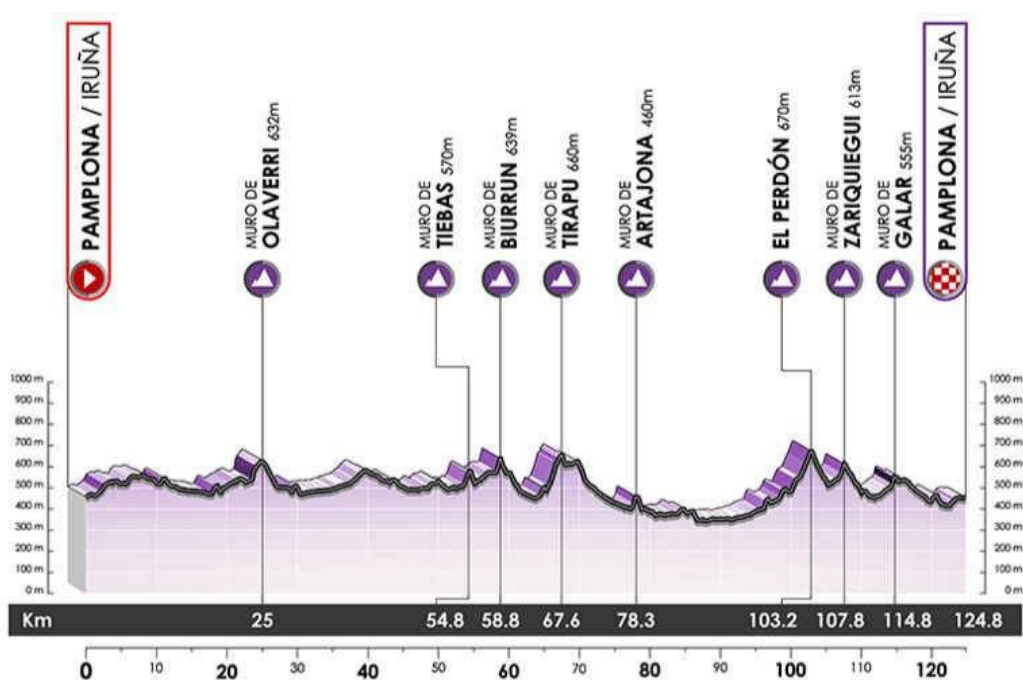 PAMPLONA / IRUÑA
MURO DE
OLAVERRI 632m
MURO DE
TIEBAS 570m
MURO DE
BIURRUN 639m
MURO DE
TIRAPU 660m
MURO DE
ARTAJONA 460m
EL PERDÓN 670m
MURO DE
ZARIQUIEGUI 613m
MURO DE
GALAR 555m
PAMPLONA / IRUÑA
1000 m
900 m
800 m
700 m
600 m
500 m
400 m
300 m
200 m
100 m
0 m
1000 m
900 m
800 m
700 m
600 m
500 m
400 m
300 m
200 m
100 m
0 m
Km 25 54.8 58.8 67.6 78.3 103.2 107.8 114.8 124.8
0 10 20 30 40 50 60 70 80 90 100 110 120